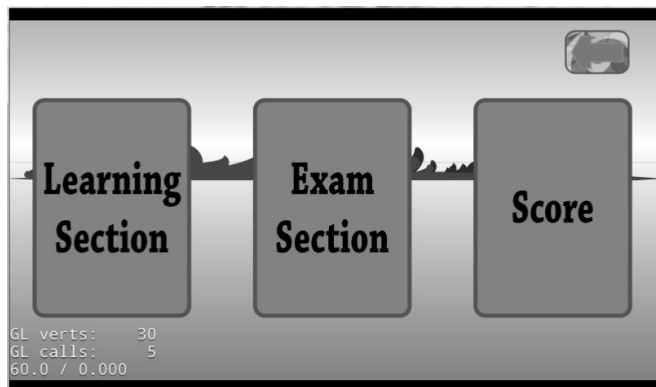 Learning
Section
Exam
Section
Score
GL verts: 30
GL calls: 5
60.0 / 0.000